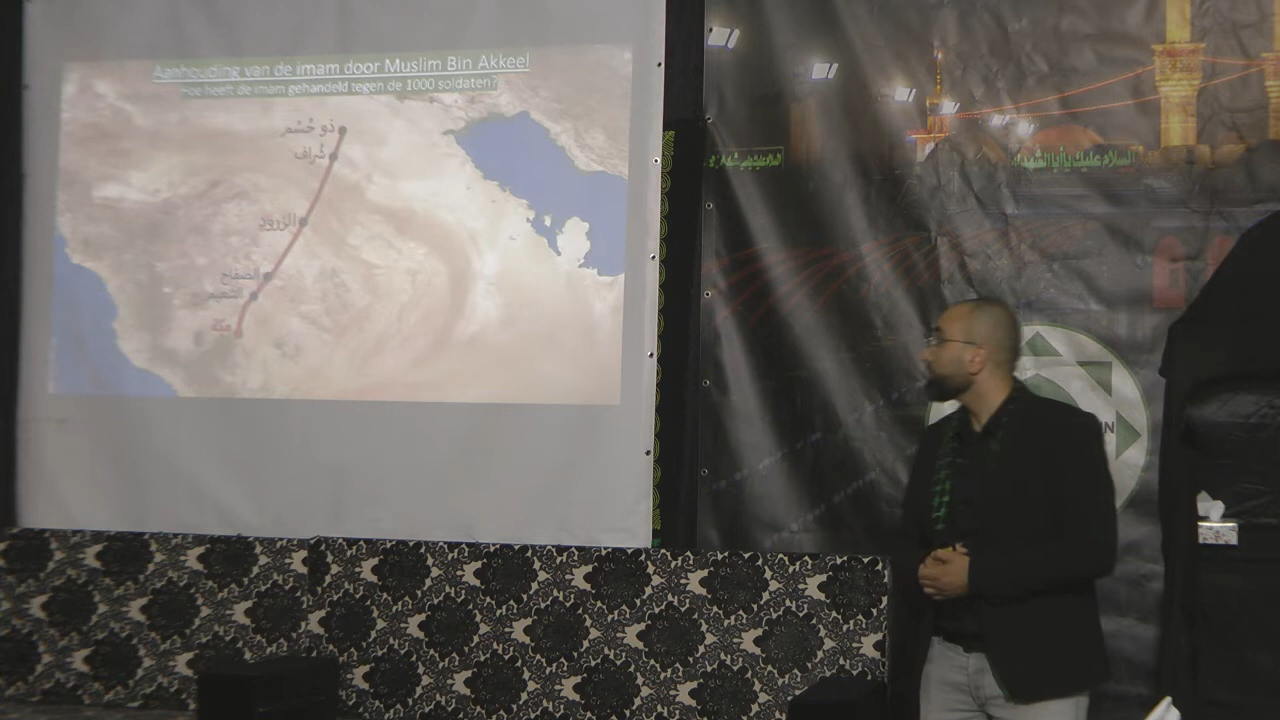 Aanhouding van de imam door Muslim Bin Akkeel
Hoe heeft de imam gehandeld tegen de 1000 soldaten?
ذو حُسْم
شُراف
الزرود
الصفاح
التنعيم
مكة
السلام عليك يا أبا الشهداء
IN